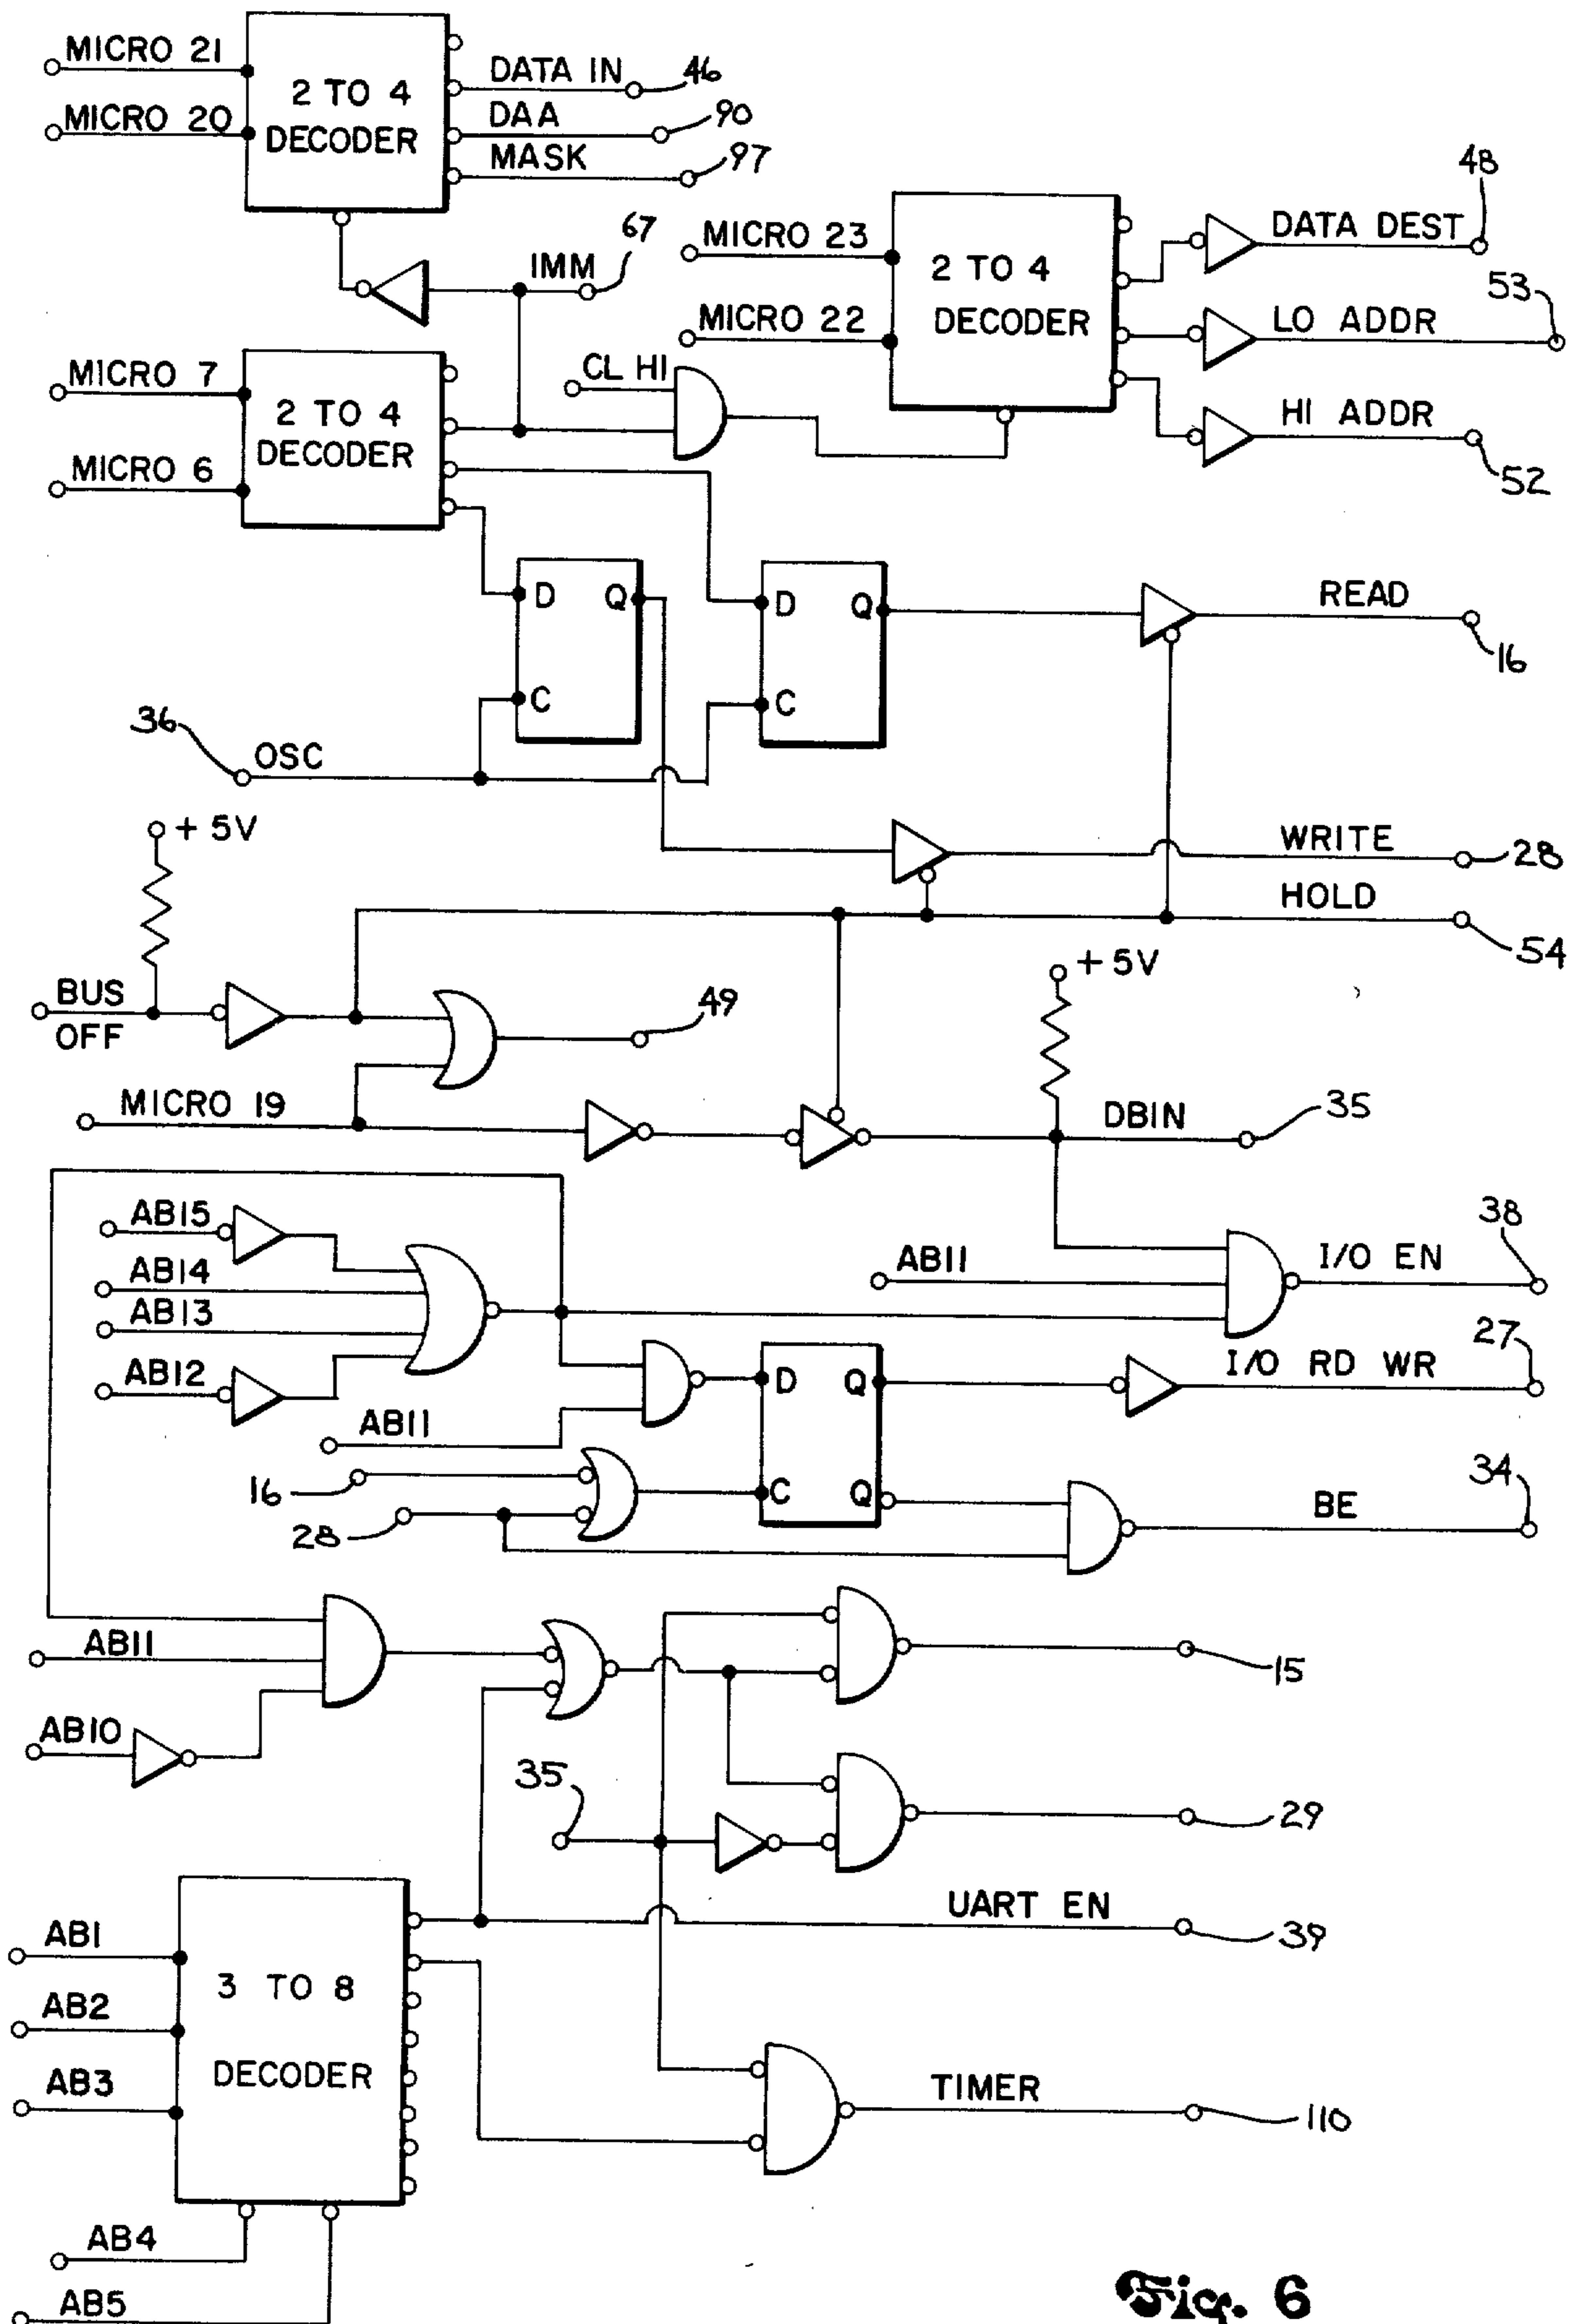 MICRO 21
MICRO 20
2 TO 4
DECODER
DATA IN
46
DAA
90
MASK
97
IMM
67
MICRO 23
MICRO 22
2 TO 4
DECODER
DATA DEST
48
LO ADDR
53
HI ADDR
52
MICRO 7
MICRO 6
2 TO 4
DECODER
CL HI
D
Q
C
D
Q
C
READ
16
36
OSC
+ 5V
WRITE
28
HOLD
54
BUS
OFF
49
+ 5V
MICRO 19
DBIN
35
AB15
AB14
AB13
AB12
AB11
I/O EN
38
AB11
D
Q
C
Q
I/O RD WR
27
16
28
BE
34
AB11
AB10
15
35
29
UART EN
39
AB1
AB2
AB3
3 TO 8
DECODER
TIMER
110
AB4
AB5
Fig. 6